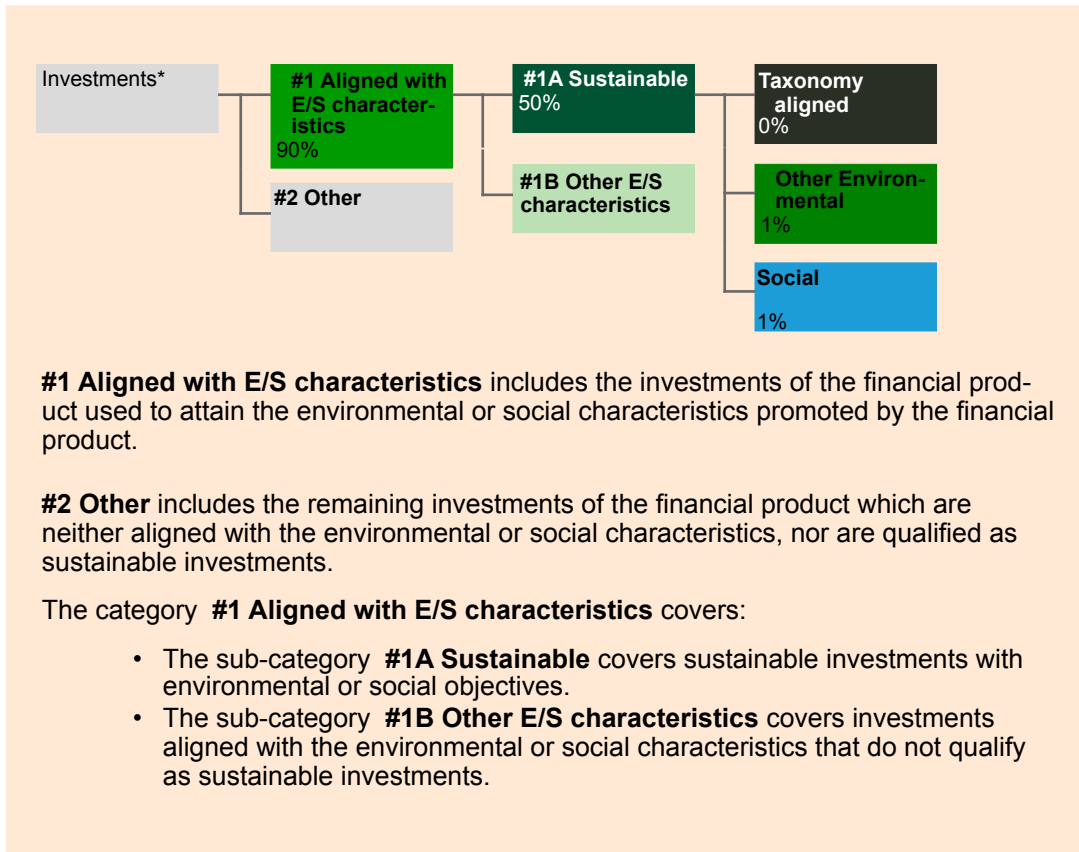 Investments*
#1 Aligned with
E/S character-
istics
90%
#2 Other
#1A Sustainable
50%
#1B Other E/S
characteristics
Taxonomy
aligned
0%
Other Environ-
mental
1%
Social
1%
#1 Aligned with E/S characteristics includes the investments of the financial prod-
uct used to attain the environmental or social characteristics promoted by the financial
product.
#2 Other includes the remaining investments of the financial product which are
neither aligned with the environmental or social characteristics, nor are qualified as
sustainable investments.
The category #1 Aligned with E/S characteristics covers:
• The sub-category #1A Sustainable covers sustainable investments with
environmental or social objectives.
• The sub-category #1B Other E/S characteristics covers investments
aligned with the environmental or social characteristics that do not qualify
as sustainable investments.